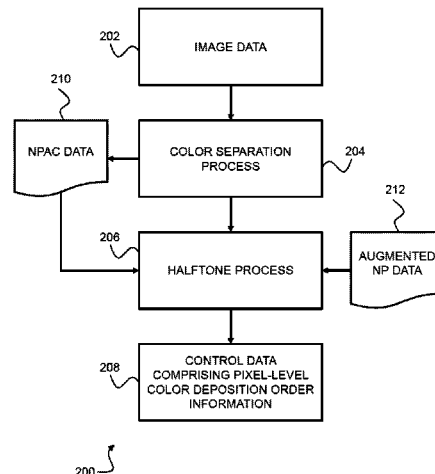 202
IMAGE DATA
210
NPAC DATA
COLOR SEPARATION
PROCESS
204
212
206
HALFTONE PROCESS
AUGMENTED
NP DATA
208
CONTROL DATA
COMPRISING PIXEL-LEVEL
COLOR DEPOSITION ORDER
INFORMATION
200